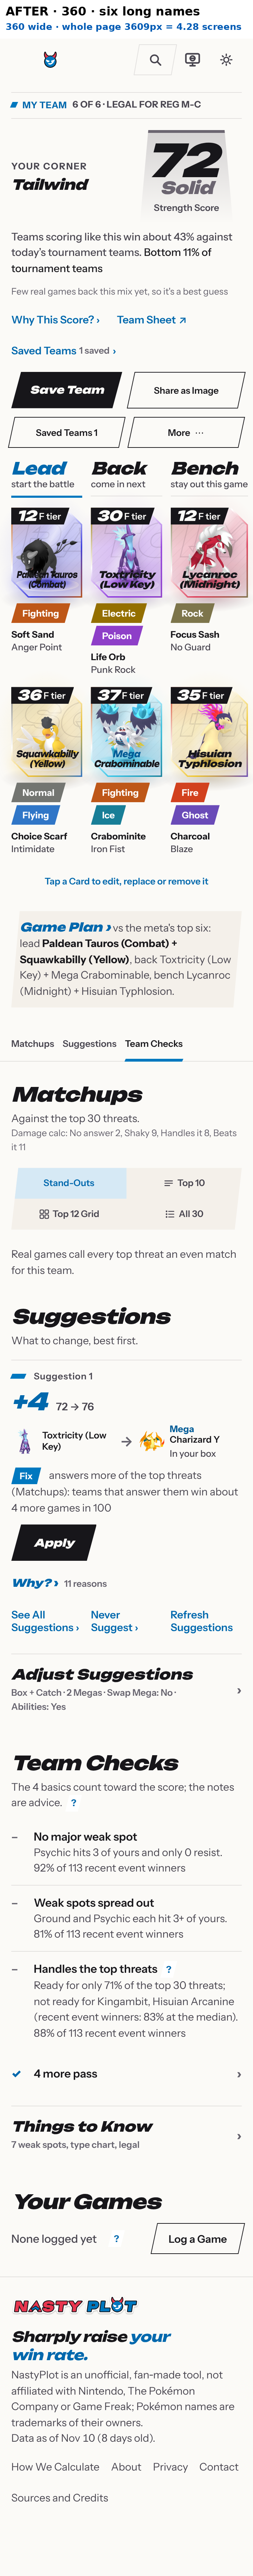 AFTER · 360 · six long names
360 wide · whole page 3609px = 4.28 screens
MY TEAM 6 OF 6 · LEGAL FOR REG M-C
YOUR CORNER
Tailwind
72
Solid
Strength Score
Teams scoring like this win about 43% against
today's tournament teams. Bottom 11% of
tournament teams
Few real games back this mix yet, so it's a best guess
Why This Score? ›
Team Sheet ↗
Saved Teams 1 saved ›
Save Team
Share as Image
Saved Teams 1
More ···
Lead
start the battle
Back
come in next
Bench
stay out this game
12 F tier
Paldean Tauros
(Combat)
30 F tier
Toxtricity
(Low Key)
12 F tier
Lycanroc
(Midnight)
Fighting
Electric
Rock
Poison
Soft Sand
Anger Point
Life Orb
Punk Rock
Focus Sash
No Guard
36 F tier
Squawkabilly
(Yellow)
37 F tier
Mega
Crabominable
35 F tier
Hisuian
Typhlosion
Normal
Fighting
Fire
Flying
Ice
Ghost
Choice Scarf
Intimidate
Crabominite
Iron Fist
Charcoal
Blaze
Tap a Card to edit, replace or remove it
Game Plan › vs the meta's top six:
lead Paldean Tauros (Combat) +
Squawkabilly (Yellow), back Toxtricity (Low
Key) + Mega Crabominable, bench Lycanroc
(Midnight) + Hisuian Typhlosion.
Matchups
Suggestions
Team Checks
Matchups
Against the top 30 threats.
Damage calc: No answer 2, Shaky 9, Handles it 8, Beats
it 11
Stand-Outs
Top 10
Top 12 Grid
All 30
Real games call every top threat an even match
for this team.
Suggestions
What to change, best first.
Suggestion 1
+4 72 → 76
Toxtricity (Low
Key)
→
Mega
Charizard Y
In your box
Fix answers more of the top threats
(Matchups): teams that answer them win about
4 more games in 100
Apply
Why? › 11 reasons
See All
Suggestions ›
Never
Suggest ›
Refresh
Suggestions
Adjust Suggestions
Box + Catch · 2 Megas · Swap Mega: No ·
Abilities: Yes
›
Team Checks
The 4 basics count toward the score; the notes
are advice. ?
– No major weak spot
Psychic hits 3 of yours and only 0 resist.
92% of 113 recent event winners
– Weak spots spread out
Ground and Psychic each hit 3+ of yours.
81% of 113 recent event winners
– Handles the top threats ?
Ready for only 71% of the top 30 threats;
not ready for Kingambit, Hisuian Arcanine
(recent event winners: 83% at the median).
88% of 113 recent event winners
✓ 4 more pass ›
Things to Know
7 weak spots, type chart, legal
›
Your Games
None logged yet ?
Log a Game
NASTY PLOT
Sharply raise your
win rate.
NastyPlot is an unofficial, fan-made tool, not
affiliated with Nintendo, The Pokémon
Company or Game Freak; Pokémon names are
trademarks of their owners.
Data as of Nov 10 (8 days old).
How We Calculate
About
Privacy
Contact
Sources and Credits